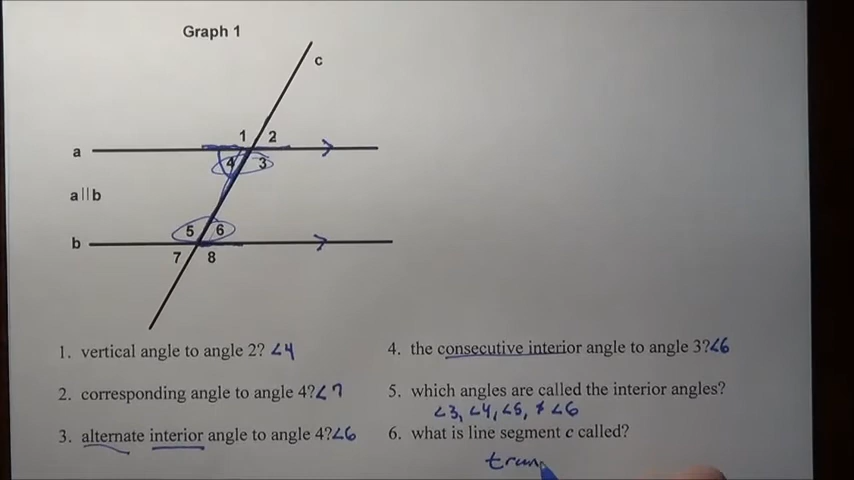 Graph 1
c
1 2
a
4 3
a||b
5 6
b
7 8
1. vertical angle to angle 2? ∠4
4. the consecutive interior angle to angle 3? ∠6
2. corresponding angle to angle 4? ∠7
5. which angles are called the interior angles?
∠3, ∠4, ∠5, & ∠6
3. alternate interior angle to angle 4? ∠6
6. what is line segment c called?
tran